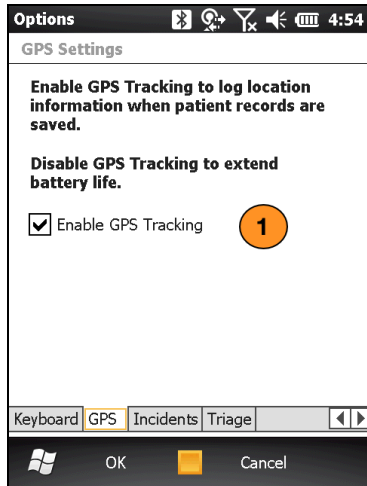 Options 4:54
GPS Settings
Enable GPS Tracking to log location
information when patient records are
saved.
Disable GPS Tracking to extend
battery life.
Enable GPS Tracking 1
Keyboard GPS Incidents Triage
OK Cancel